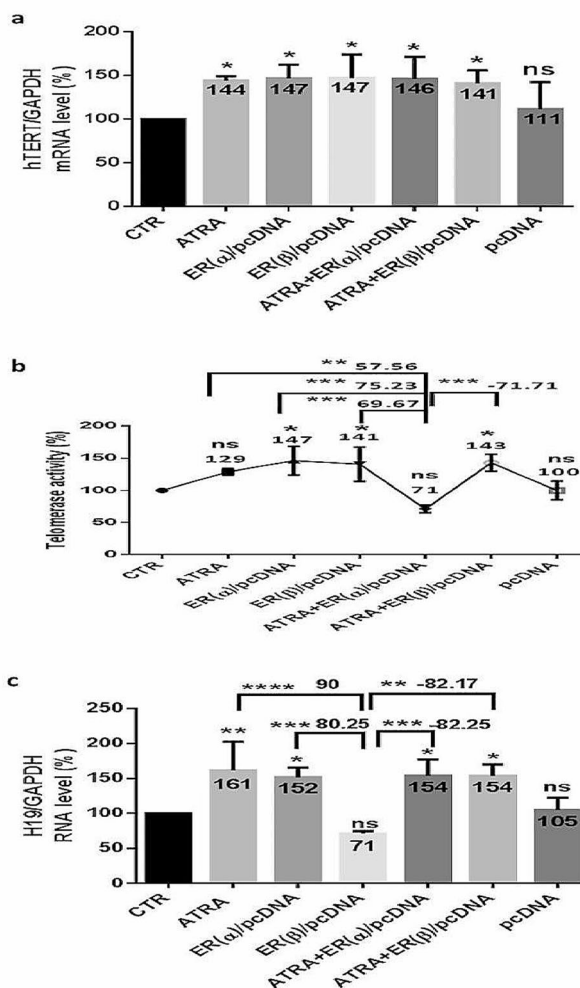 a
hTERT/GAPDH
mRNA level (%)
200
150
100
50
0
* * * * * ns
144 147 147 146 141 111
CTR
ATRA
ER(α)/pcDNA
ER(β)/pcDNA
ATRA+ER(α)/pcDNA
ATRA+ER(β)/pcDNA
pcDNA
b
Telomerase activity (%)
** 57.56
*** 75.23
*** -71.71
*** 69.67
200
150
100
50
0
ns * * ns * ns
129 147 141 71 143 100
CTR
ATRA
ER(α)/pcDNA
ER(β)/pcDNA
ATRA+ER(α)/pcDNA
ATRA+ER(β)/pcDNA
pcDNA
c
H19/GAPDH
RNA level (%)
**** 90
** -82.17
*** 80.25
*** -82.25
250
200
150
100
50
0
** * ns * * ns
161 152 71 154 154 105
CTR
ATRA
ER(α)/pcDNA
ER(β)/pcDNA
ATRA+ER(α)/pcDNA
ATRA+ER(β)/pcDNA
pcDNA